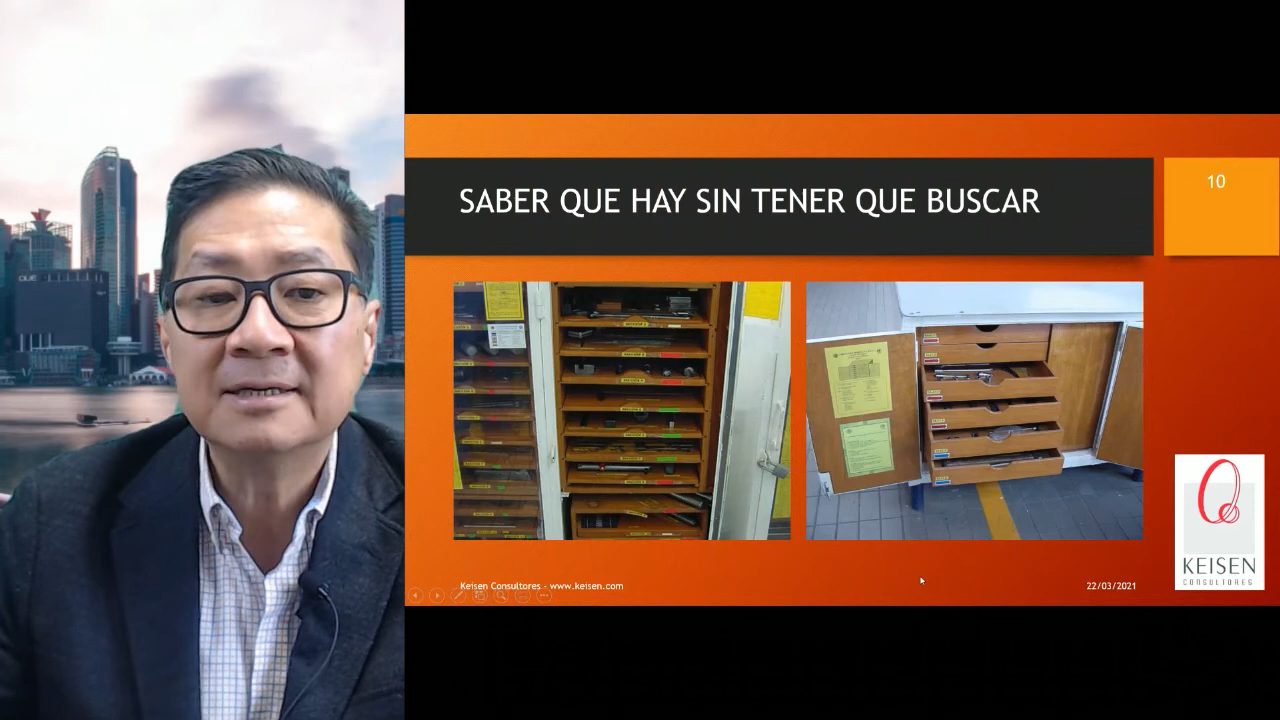 SABER QUE HAY SIN TENER QUE BUSCAR
10
Keisen Consultores - www.keisen.com
22/03/2021
KEISEN
CONSULTORES